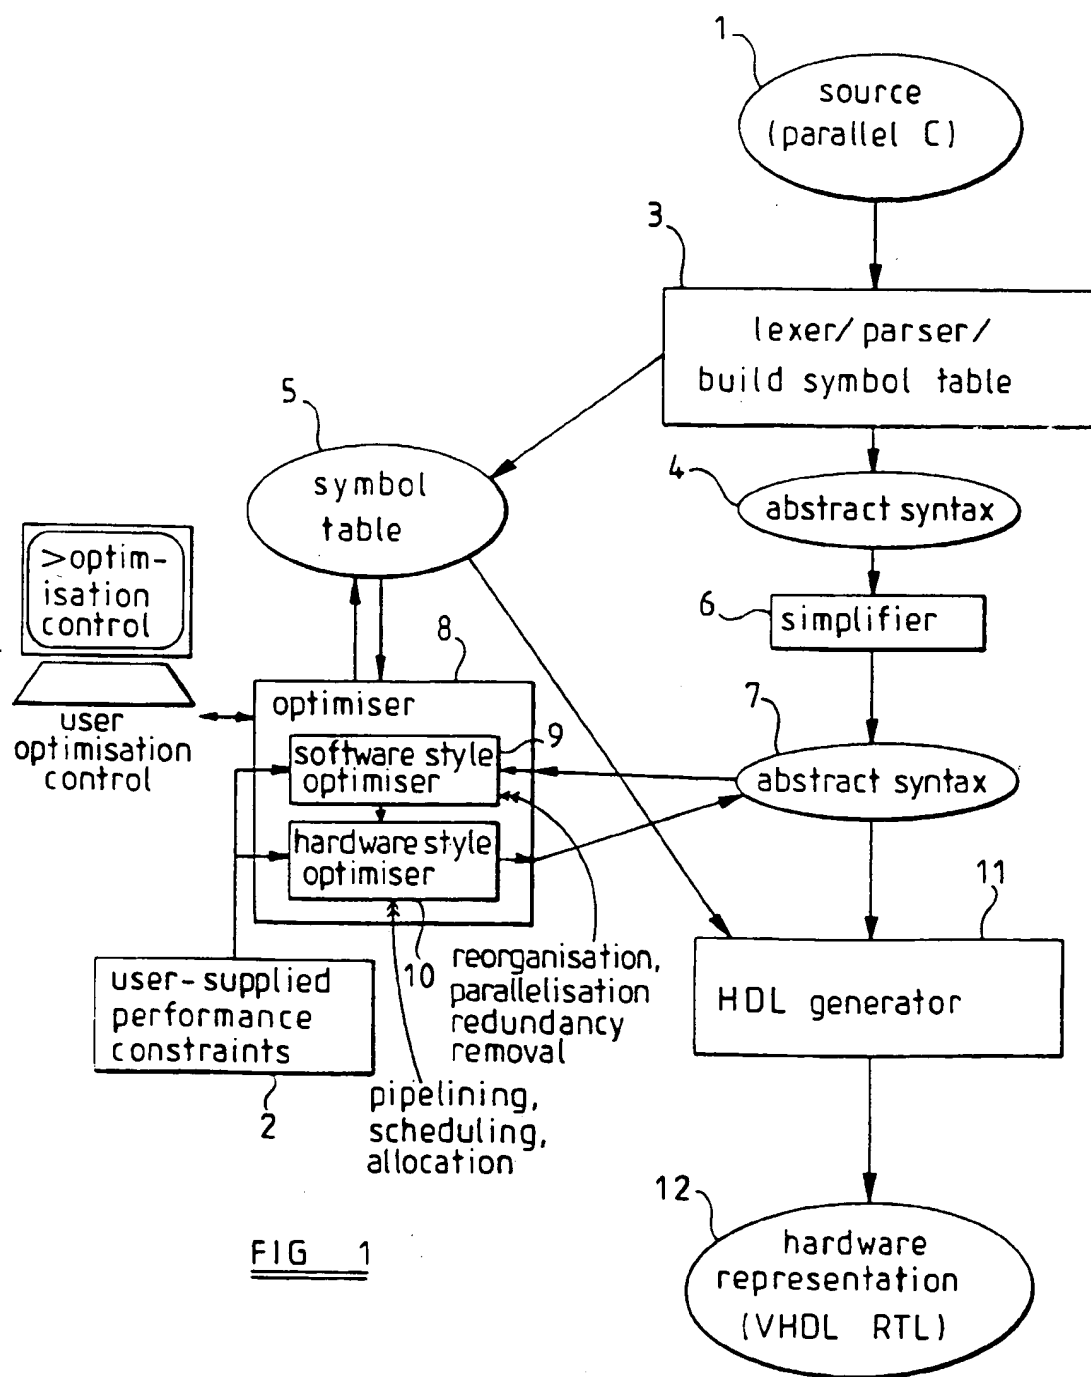 1
source
(parallel C)
3
lexer/parser/
build symbol table
5
symbol
table
4
abstract syntax
>optim-
isation
control
user
optimisation
control
6
simplifier
8
optimiser
9
software style
optimiser
hardware style
optimiser
7
abstract syntax
10
reorganisation,
parallelisation
redundancy
removal
11
HDL generator
user-supplied
performance
constraints
2
pipelining,
scheduling,
allocation
12
hardware
representation
(VHDL RTL)
FIG 1